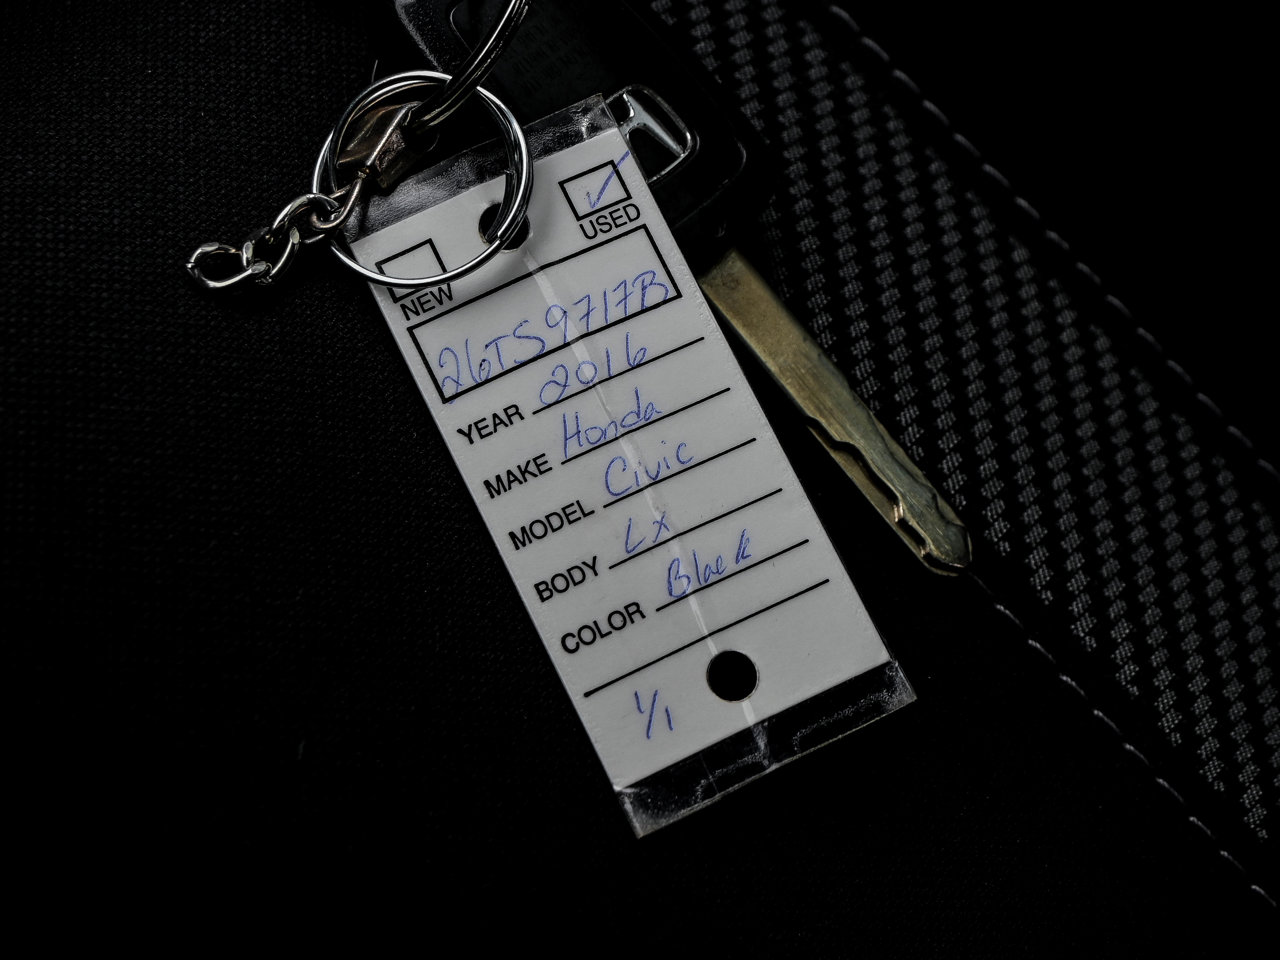 NEW USED
26TS9717B
YEAR 2016
MAKE Honda
MODEL Civic
BODY Lx
COLOR Black
1/1